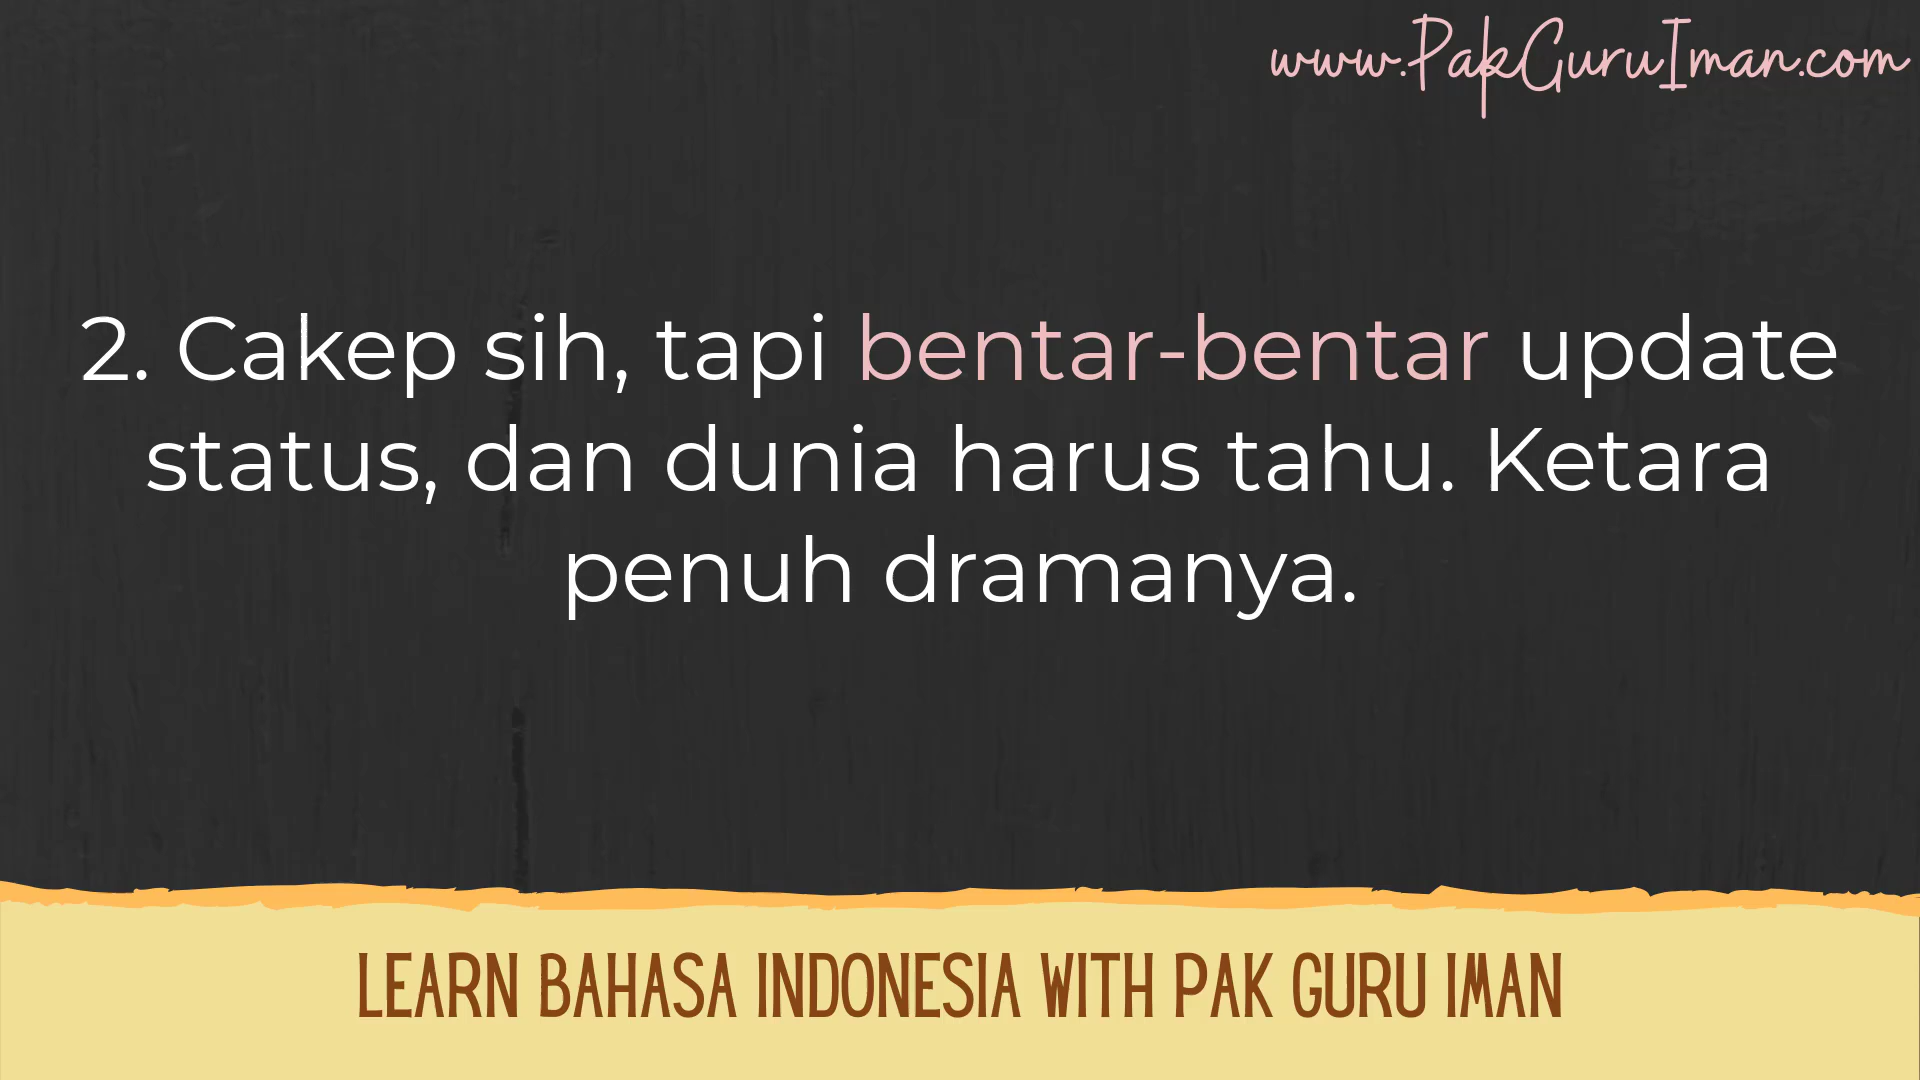 www.PakGuruIman.com
2. Cakep sih, tapi bentar-bentar update
status, dan dunia harus tahu. Ketara
penuh dramanya.
LEARN BAHASA INDONESIA WITH PAK GURU IMAN